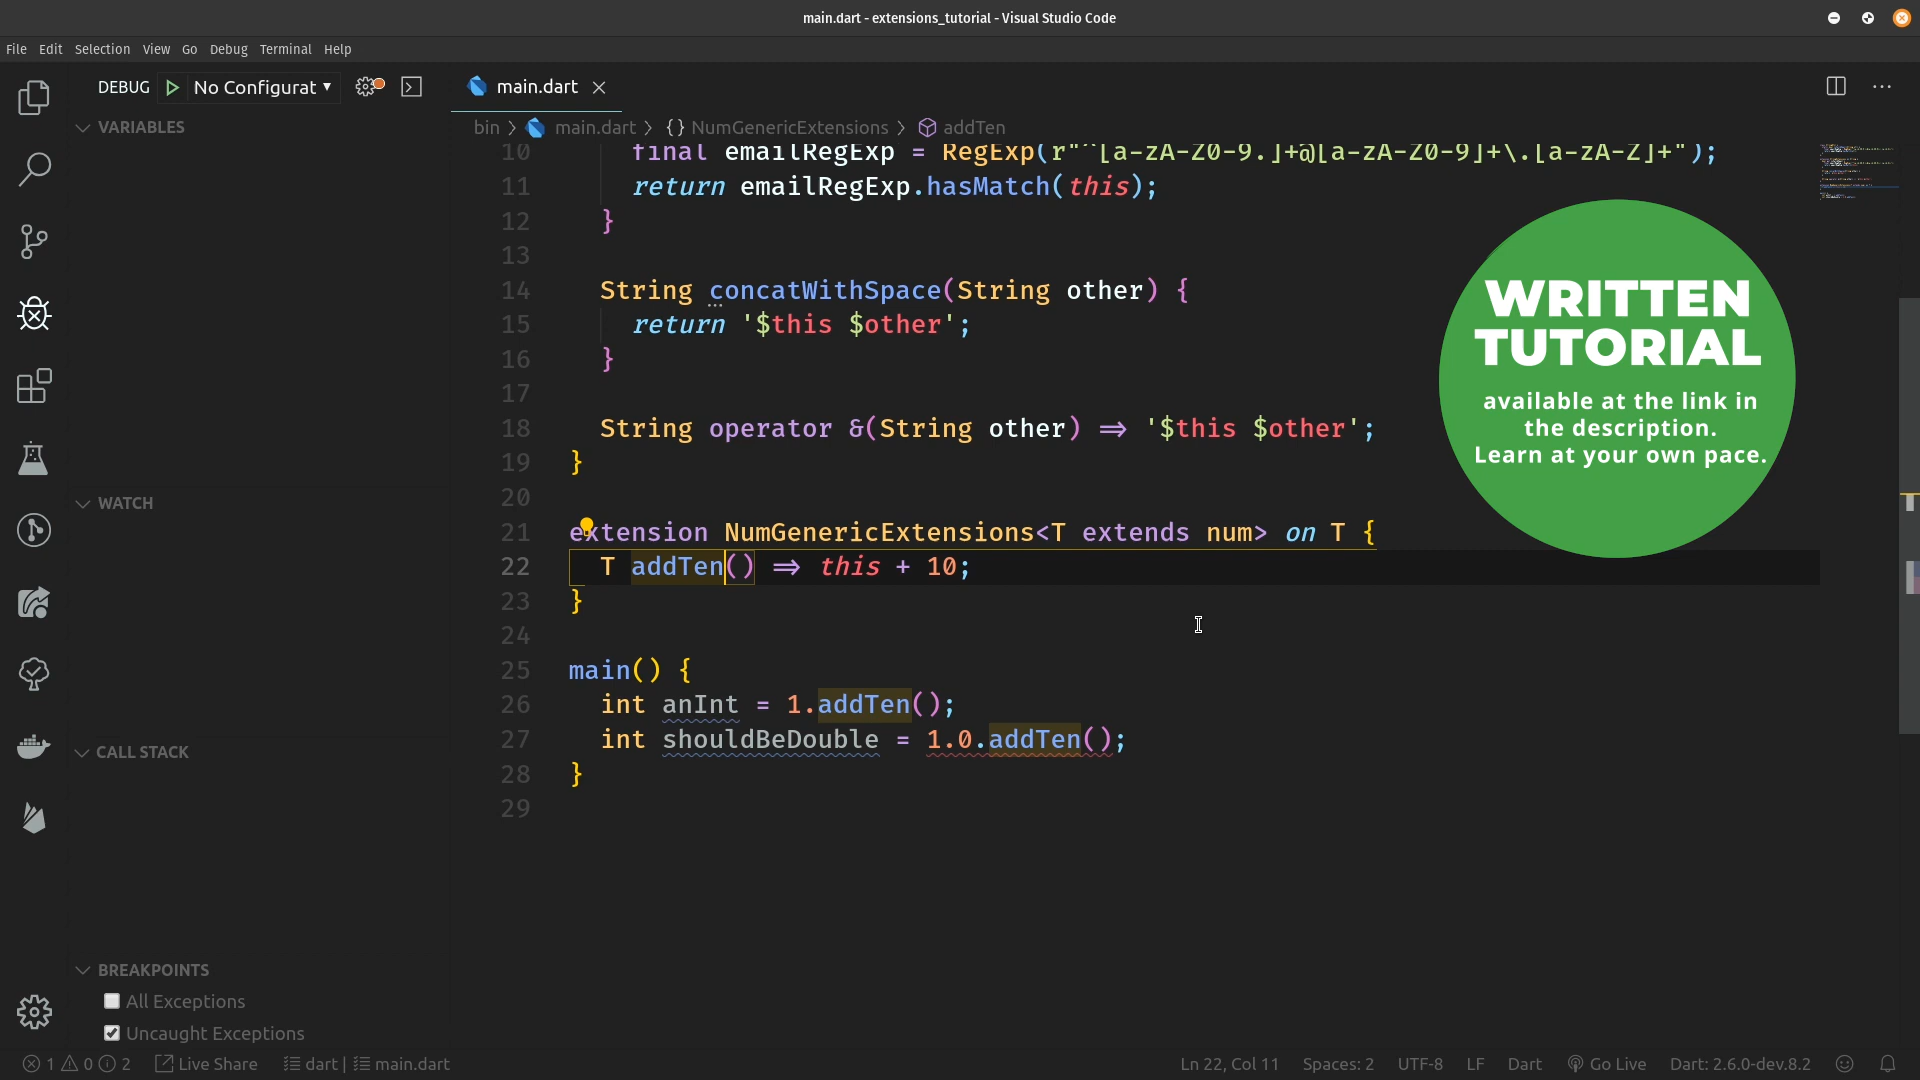 main.dart - extensions_tutorial - Visual Studio Code
File Edit Selection View Go Debug Terminal Help
DEBUG No Configurat
main.dart
VARIABLES
bin > main.dart > {} NumGenericExtensions > addTen
10 final emailRegExp = RegExp(r"^[a-zA-Z0-9.]+@[a-zA-Z0-9]+\.[a-zA-Z]+");
11 return emailRegExp.hasMatch(this);
12 }
13
14 String concatWithSpace(String other) {
15 return '$this $other';
16 }
17
18 String operator &(String other) => '$this $other';
19 }
20
21 extension NumGenericExtensions<T extends num> on T {
22 T addTen() => this + 10;
23 }
24
25 main() {
26 int anInt = 1.addTen();
27 int shouldBeDouble = 1.0.addTen();
28 }
29
WRITTEN
TUTORIAL
available at the link in
the description.
Learn at your own pace.
WATCH
CALL STACK
BREAKPOINTS
All Exceptions
Uncaught Exceptions
1 0 2 Live Share dart | main.dart Ln 22, Col 11 Spaces: 2 UTF-8 LF Dart Go Live Dart: 2.6.0-dev.8.2